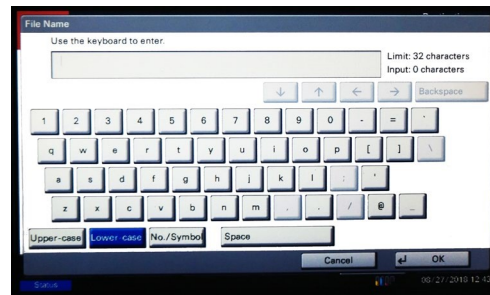 File Name
Use the keyboard to enter.
Limit: 32 characters
Input: 0 characters
↓ ↑ ← → Backspace
1 2 3 4 5 6 7 8 9 0 - = `
q w e r t y u i o p [ ] \
a s d f g h j k l ; '
z x c v b n m , . / @ _
Upper-case Lower-case No./Symbol Space
Cancel ↵ OK
Status 08/27/2018 12:42